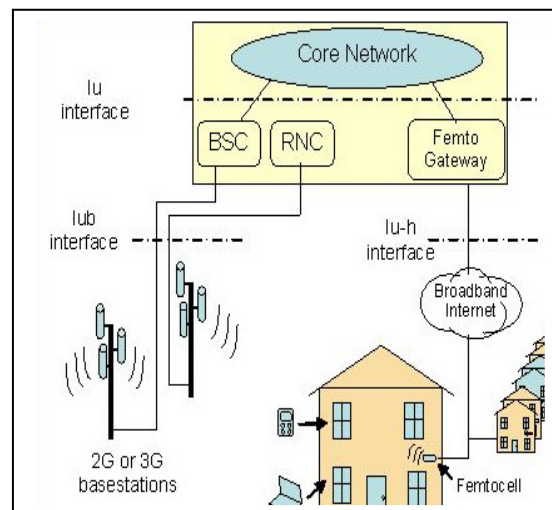 Core Network
Iu
interface
BSC
RNC
Femto
Gateway
Iub
interface
Iu-h
interface
Broadband
Internet
2G or 3G
basestations
Femtocell